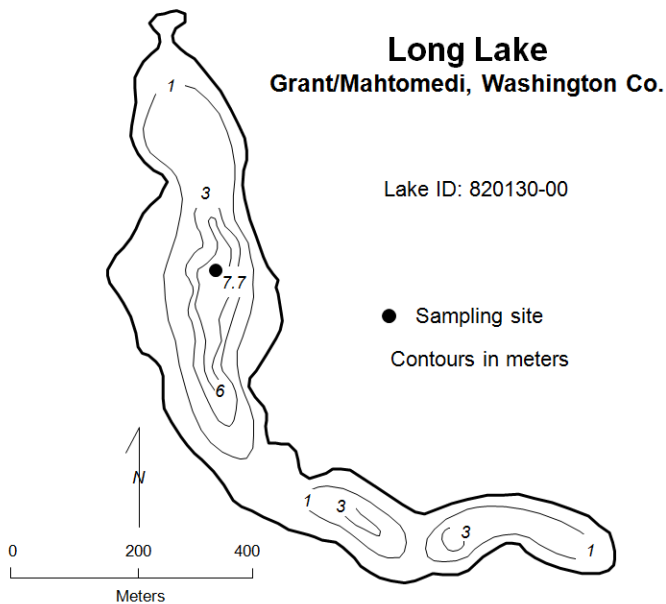 Long Lake
Grant/Mahtomedi, Washington Co.
1
Lake ID: 820130-00
3
7.7
Sampling site
Contours in meters
6
N
1
3
3
1
0 200 400
Meters